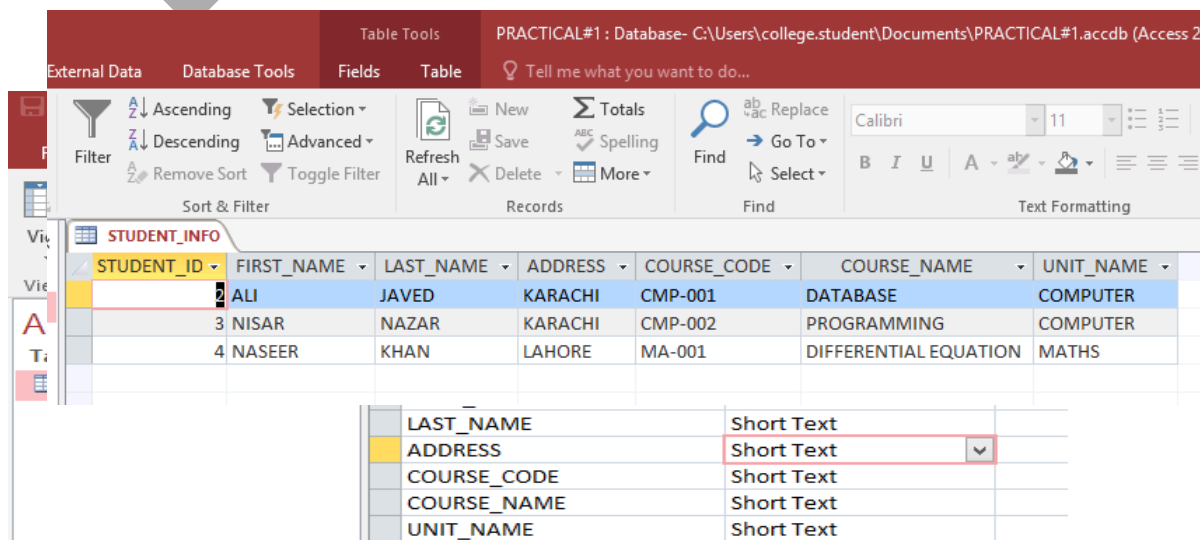 Table Tools PRACTICAL#1 : Database- C:\Users\college.student\Documents\PRACTICAL#1.accdb (Access 2
External Data Database Tools Fields Table Tell me what you want to do...
Filter
Ascending
Descending
Remove Sort
Selection
Advanced
Toggle Filter
Sort & Filter
Refresh
All
New
Save
Delete
Totals
Spelling
More
Records
Find
Replace
Go To
Select
Find
Calibri 11
B I U A
Text Formatting
STUDENT_INFO
STUDENT_ID FIRST_NAME LAST_NAME ADDRESS COURSE_CODE COURSE_NAME UNIT_NAME
2 ALI JAVED KARACHI CMP-001 DATABASE COMPUTER
3 NISAR NAZAR KARACHI CMP-002 PROGRAMMING COMPUTER
4 NASEER KHAN LAHORE MA-001 DIFFERENTIAL EQUATION MATHS
LAST_NAME Short Text
ADDRESS Short Text
COURSE_CODE Short Text
COURSE_NAME Short Text
UNIT_NAME Short Text